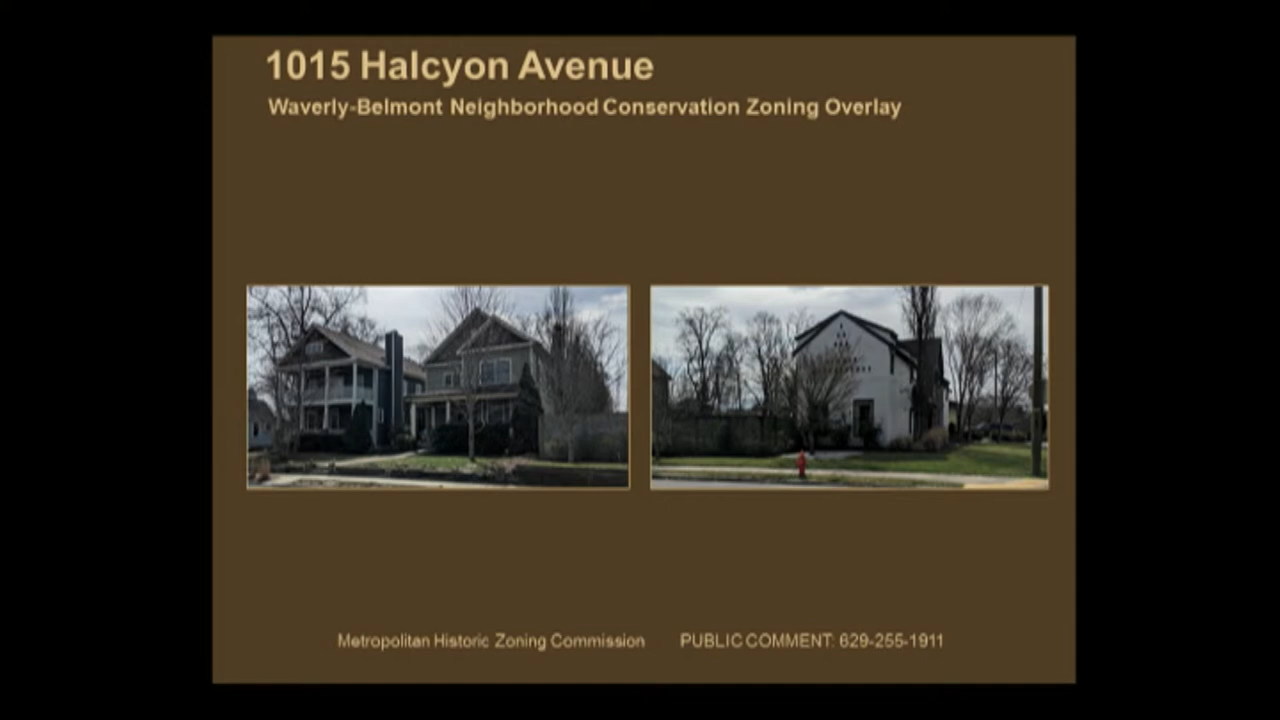 1015 Halcyon Avenue
Waverly-Belmont Neighborhood Conservation Zoning Overlay
Metropolitan Historic Zoning Commission
PUBLIC COMMENT: 629-255-1911